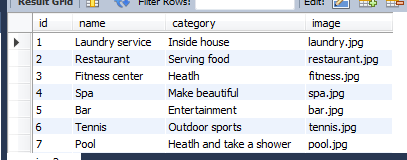 Result Grid Filter Rows: Edit:
id name category image
1 Laundry service Inside house laundry.jpg
2 Restaurant Serving food restaurant.jpg
3 Fitness center Heatlh fitness.jpg
4 Spa Make beautiful spa.jpg
5 Bar Entertainment bar.jpg
6 Tennis Outdoor sports tennis.jpg
7 Pool Heatlh and take a shower pool.jpg